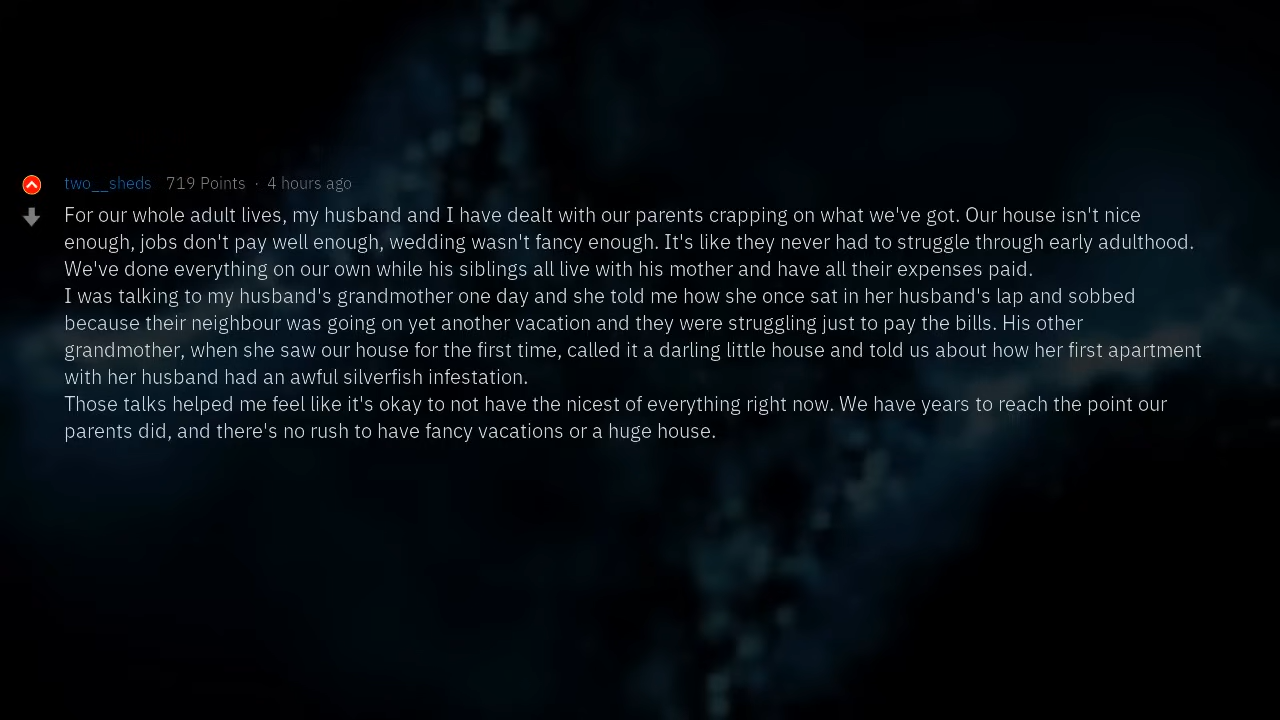 two__sheds 719 Points · 4 hours ago
For our whole adult lives, my husband and I have dealt with our parents crapping on what we've got. Our house isn't nice
enough, jobs don't pay well enough, wedding wasn't fancy enough. It's like they never had to struggle through early adulthood.
We've done everything on our own while his siblings all live with his mother and have all their expenses paid.
I was talking to my husband's grandmother one day and she told me how she once sat in her husband's lap and sobbed
because their neighbour was going on yet another vacation and they were struggling just to pay the bills. His other
grandmother, when she saw our house for the first time, called it a darling little house and told us about how her first apartment
with her husband had an awful silverfish infestation.
Those talks helped me feel like it's okay to not have the nicest of everything right now. We have years to reach the point our
parents did, and there's no rush to have fancy vacations or a huge house.